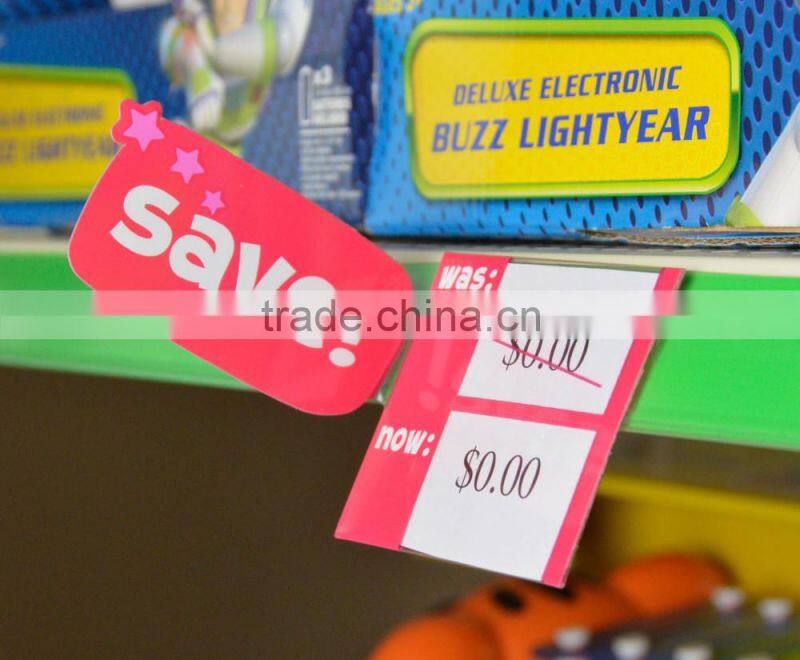 DELUXE ELECTRONIC
BUZZ LIGHTYEAR
save!
was:
$0.00
now:
$0.00
trade.china.cn